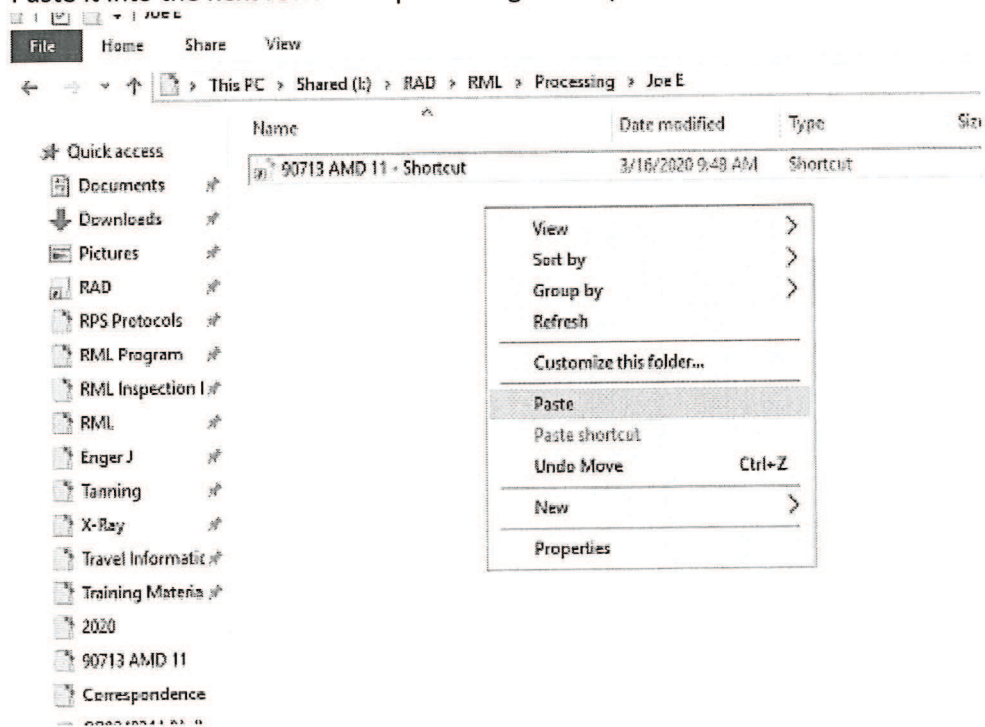 Joe E
File Home Share View
This PC > Shared (I:) > RAD > RML > Processing > Joe E
Name Date modified Type
Quick access
90713 AMD 11 - Shortcut 3/16/2020 9:48 AM Shortcut
Documents
Downloads
Pictures
RAD
RPS Protocols
RML Program
RML Inspection
RML
Enger J
Tanning
X-Ray
Travel Informatic
Training Materia
2020
90713 AMD 11
Correspondence
View
Sort by
Group by
Refresh
Customize this folder...
Paste
Paste shortcut
Undo Move Ctrl+Z
New
Properties